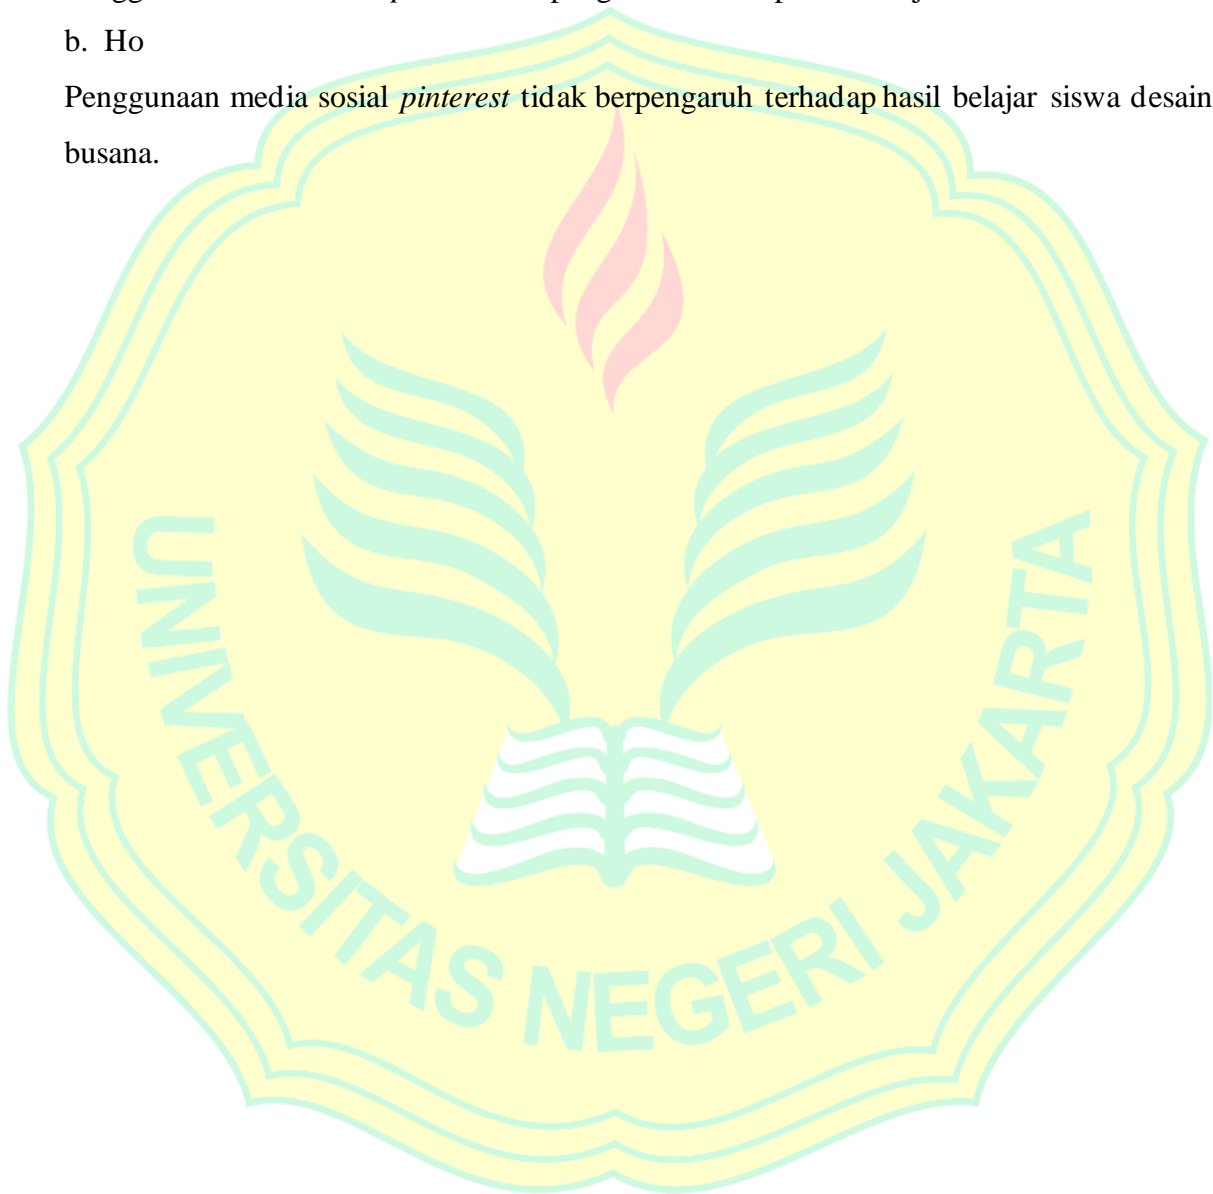 b. Ho
Penggunaan media sosial pinterest tidak berpengaruh terhadap hasil belajar siswa desain
busana.
UNIVERSITAS NEGERI JAKARTA